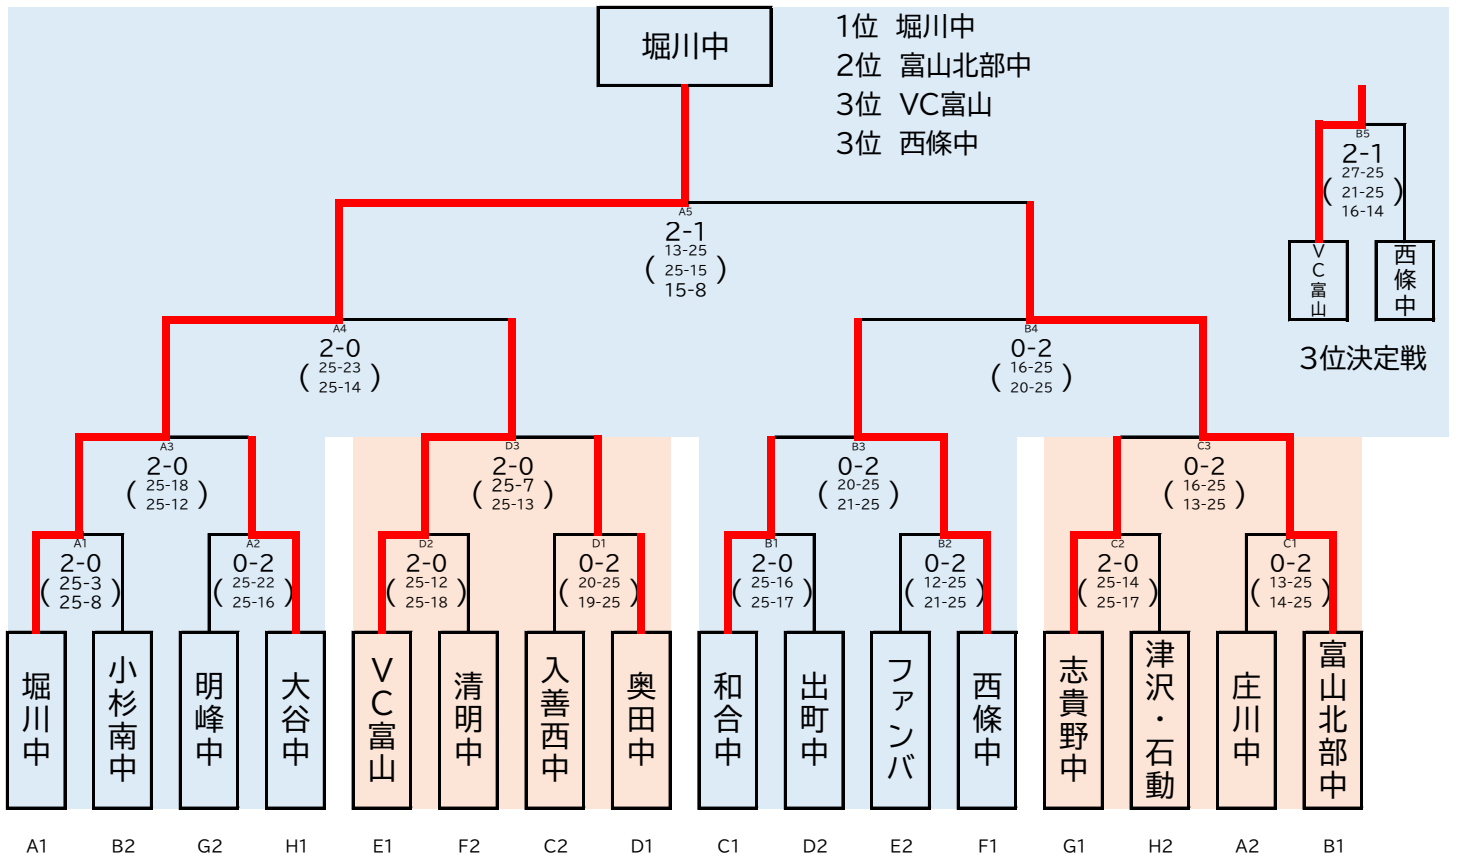 堀川中
1位 堀川中
2位 富山北部中
3位 VC富山
3位 西條中
B5
2-1
27-25
( 21-25 )
16-14
VC富山
西條中
3位決定戦
A5
2-1
13-25
( 25-15 )
15-8
A4
2-0
( 25-23
25-14 )
B4
0-2
( 16-25
20-25 )
A3
2-0
( 25-18
25-12 )
D3
2-0
( 25-7
25-13 )
B3
0-2
( 20-25
21-25 )
C3
0-2
( 16-25
13-25 )
A1
2-0
( 25-3
25-8 )
A2
0-2
( 25-22
25-16 )
D2
2-0
( 25-12
25-18 )
D1
0-2
( 20-25
19-25 )
B1
2-0
( 25-16
25-17 )
B2
0-2
( 12-25
21-25 )
C2
2-0
( 25-14
25-17 )
C1
0-2
( 13-25
14-25 )
堀川中
小杉南中
明峰中
大谷中
VC富山
清明中
入善西中
奥田中
和合中
出町中
ファンバ
西條中
志貴野中
津沢・石動
庄川中
富山北部中
A1 B2 G2 H1 E1 F2 C2 D1 C1 D2 E2 F1 G1 H2 A2 B1